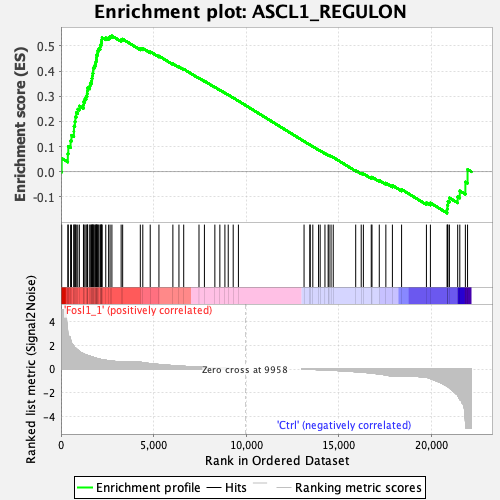 Enrichment plot: ASCL1_REGULON
Enrichment score (ES)
0.5
0.4
0.3
0.2
0.1
0.0
-0.1
Ranked list metric (Signal2Noise)
'Fosl1_1' (positively correlated)
4
2
0
-2
-4
Zero cross at 9958
'Ctrl' (negatively correlated)
0
5,000
10,000
15,000
20,000
Rank in Ordered Dataset
Enrichment profile
Hits
Ranking metric scores